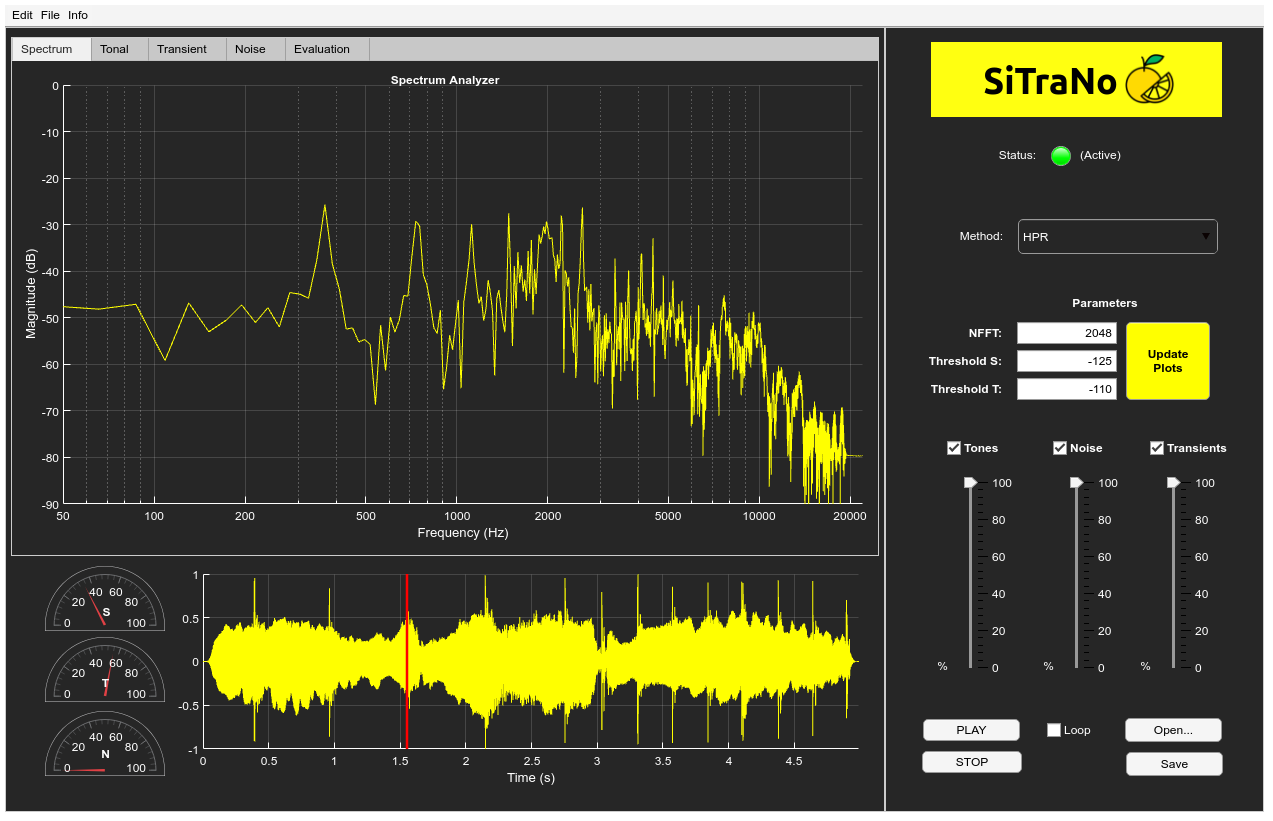 Edit File Info
Spectrum Tonal Transient Noise Evaluation
Spectrum Analyzer
Magnitude (dB)
0
-10
-20
-30
-40
-50
-60
-70
-80
-90
50 100 200 500 1000 2000 5000 10000 20000
Frequency (Hz)
0 20 40 60 80 100
S
0 20 40 60 80 100
T
0 20 40 60 80 100
N
1
0.5
0
-0.5
-1
0 0.5 1 1.5 2 2.5 3 3.5 4 4.5
Time (s)
SiTraNo
Status: (Active)
Method: HPR
Parameters
NFFT: 2048
Threshold S: -125
Threshold T: -110
Update
Plots
Tones Noise Transients
100 100 100
80 80 80
60 60 60
40 40 40
20 20 20
% 0 % 0 % 0
PLAY Loop Open...
STOP Save